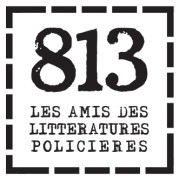 813
LES AMIS DES
LITTERATURES
POLICIERES